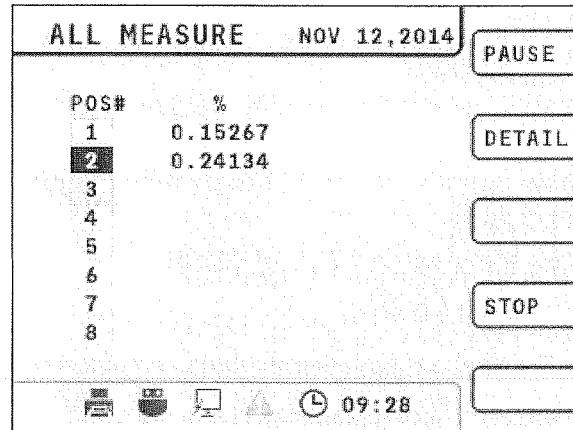 ALL MEASURE NOV 12,2014
PAUSE
POS# %
1 0.15267
DETAIL
2 0.24134
3
4
5
6
7
STOP
8
09:28